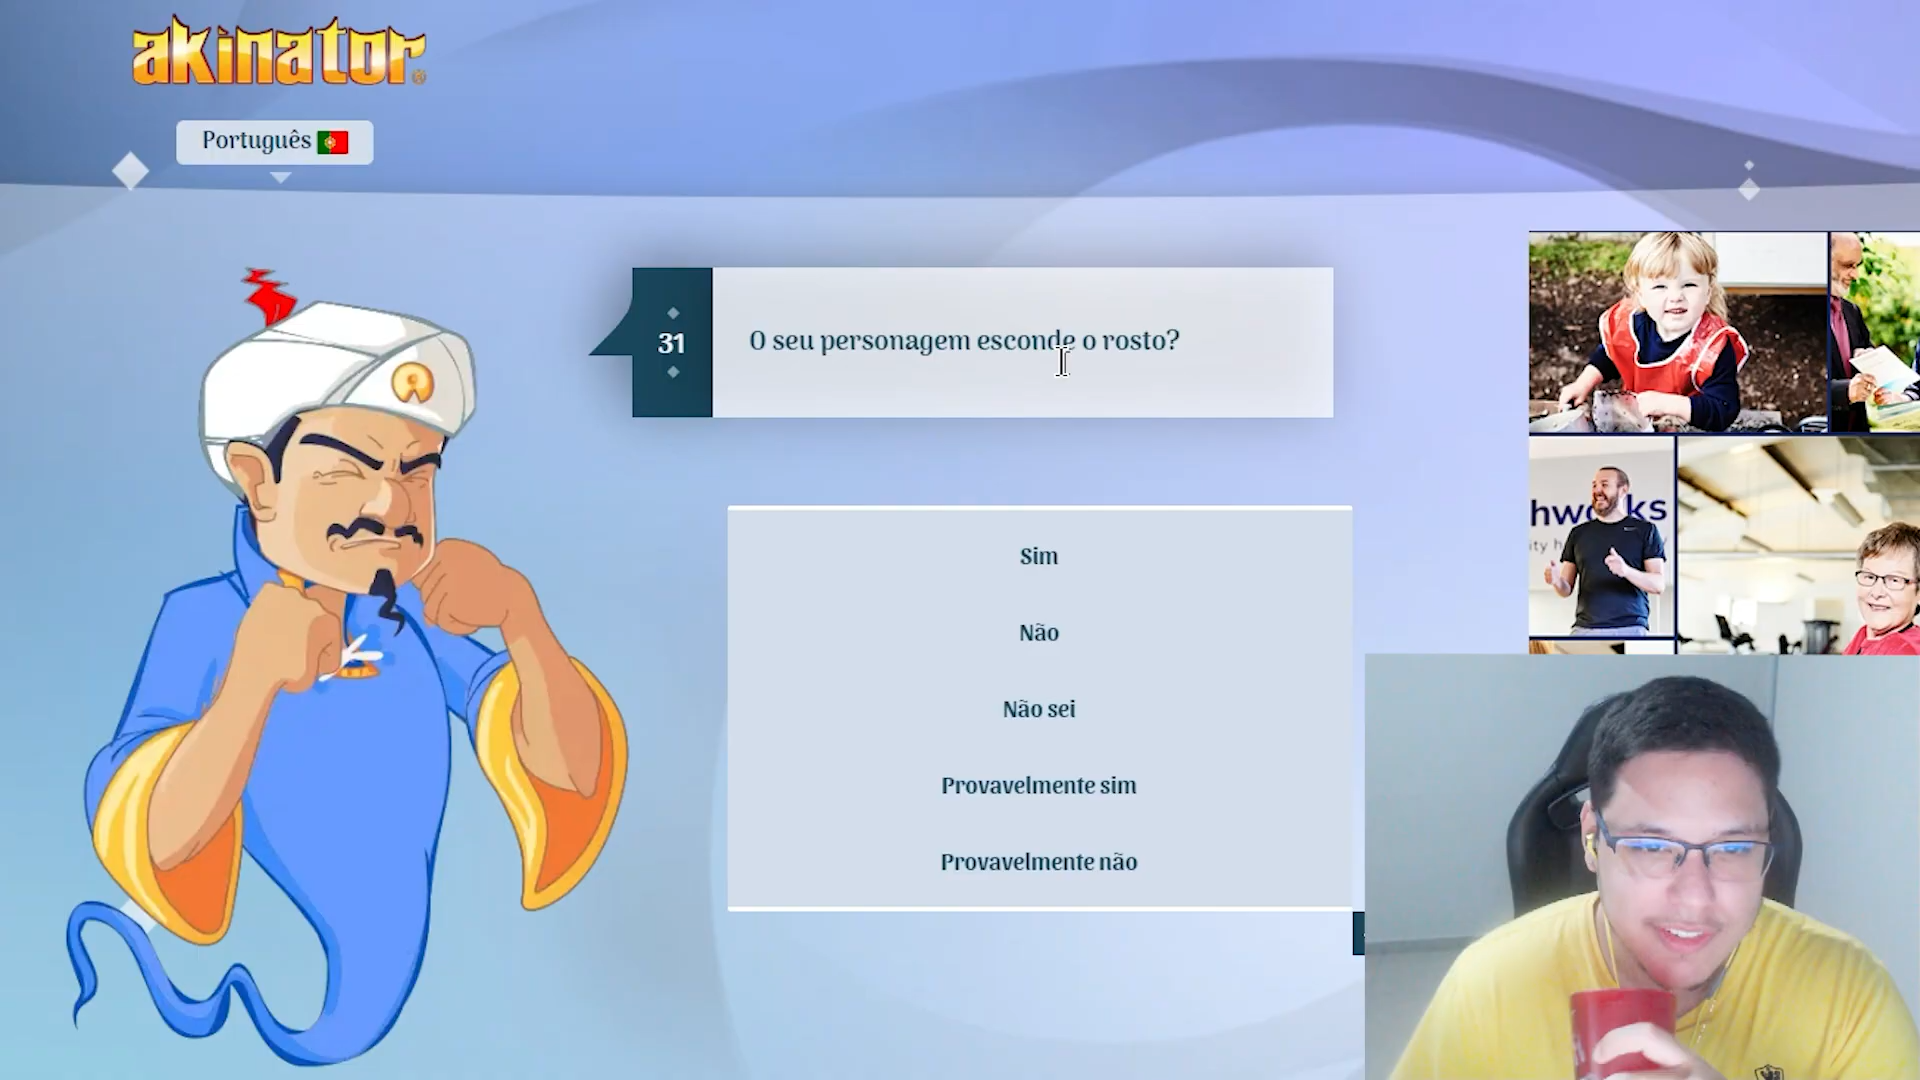 akinator
Português
31
O seu personagem esconde o rosto?
Sim
Não
Não sei
Provavelmente sim
Provavelmente não